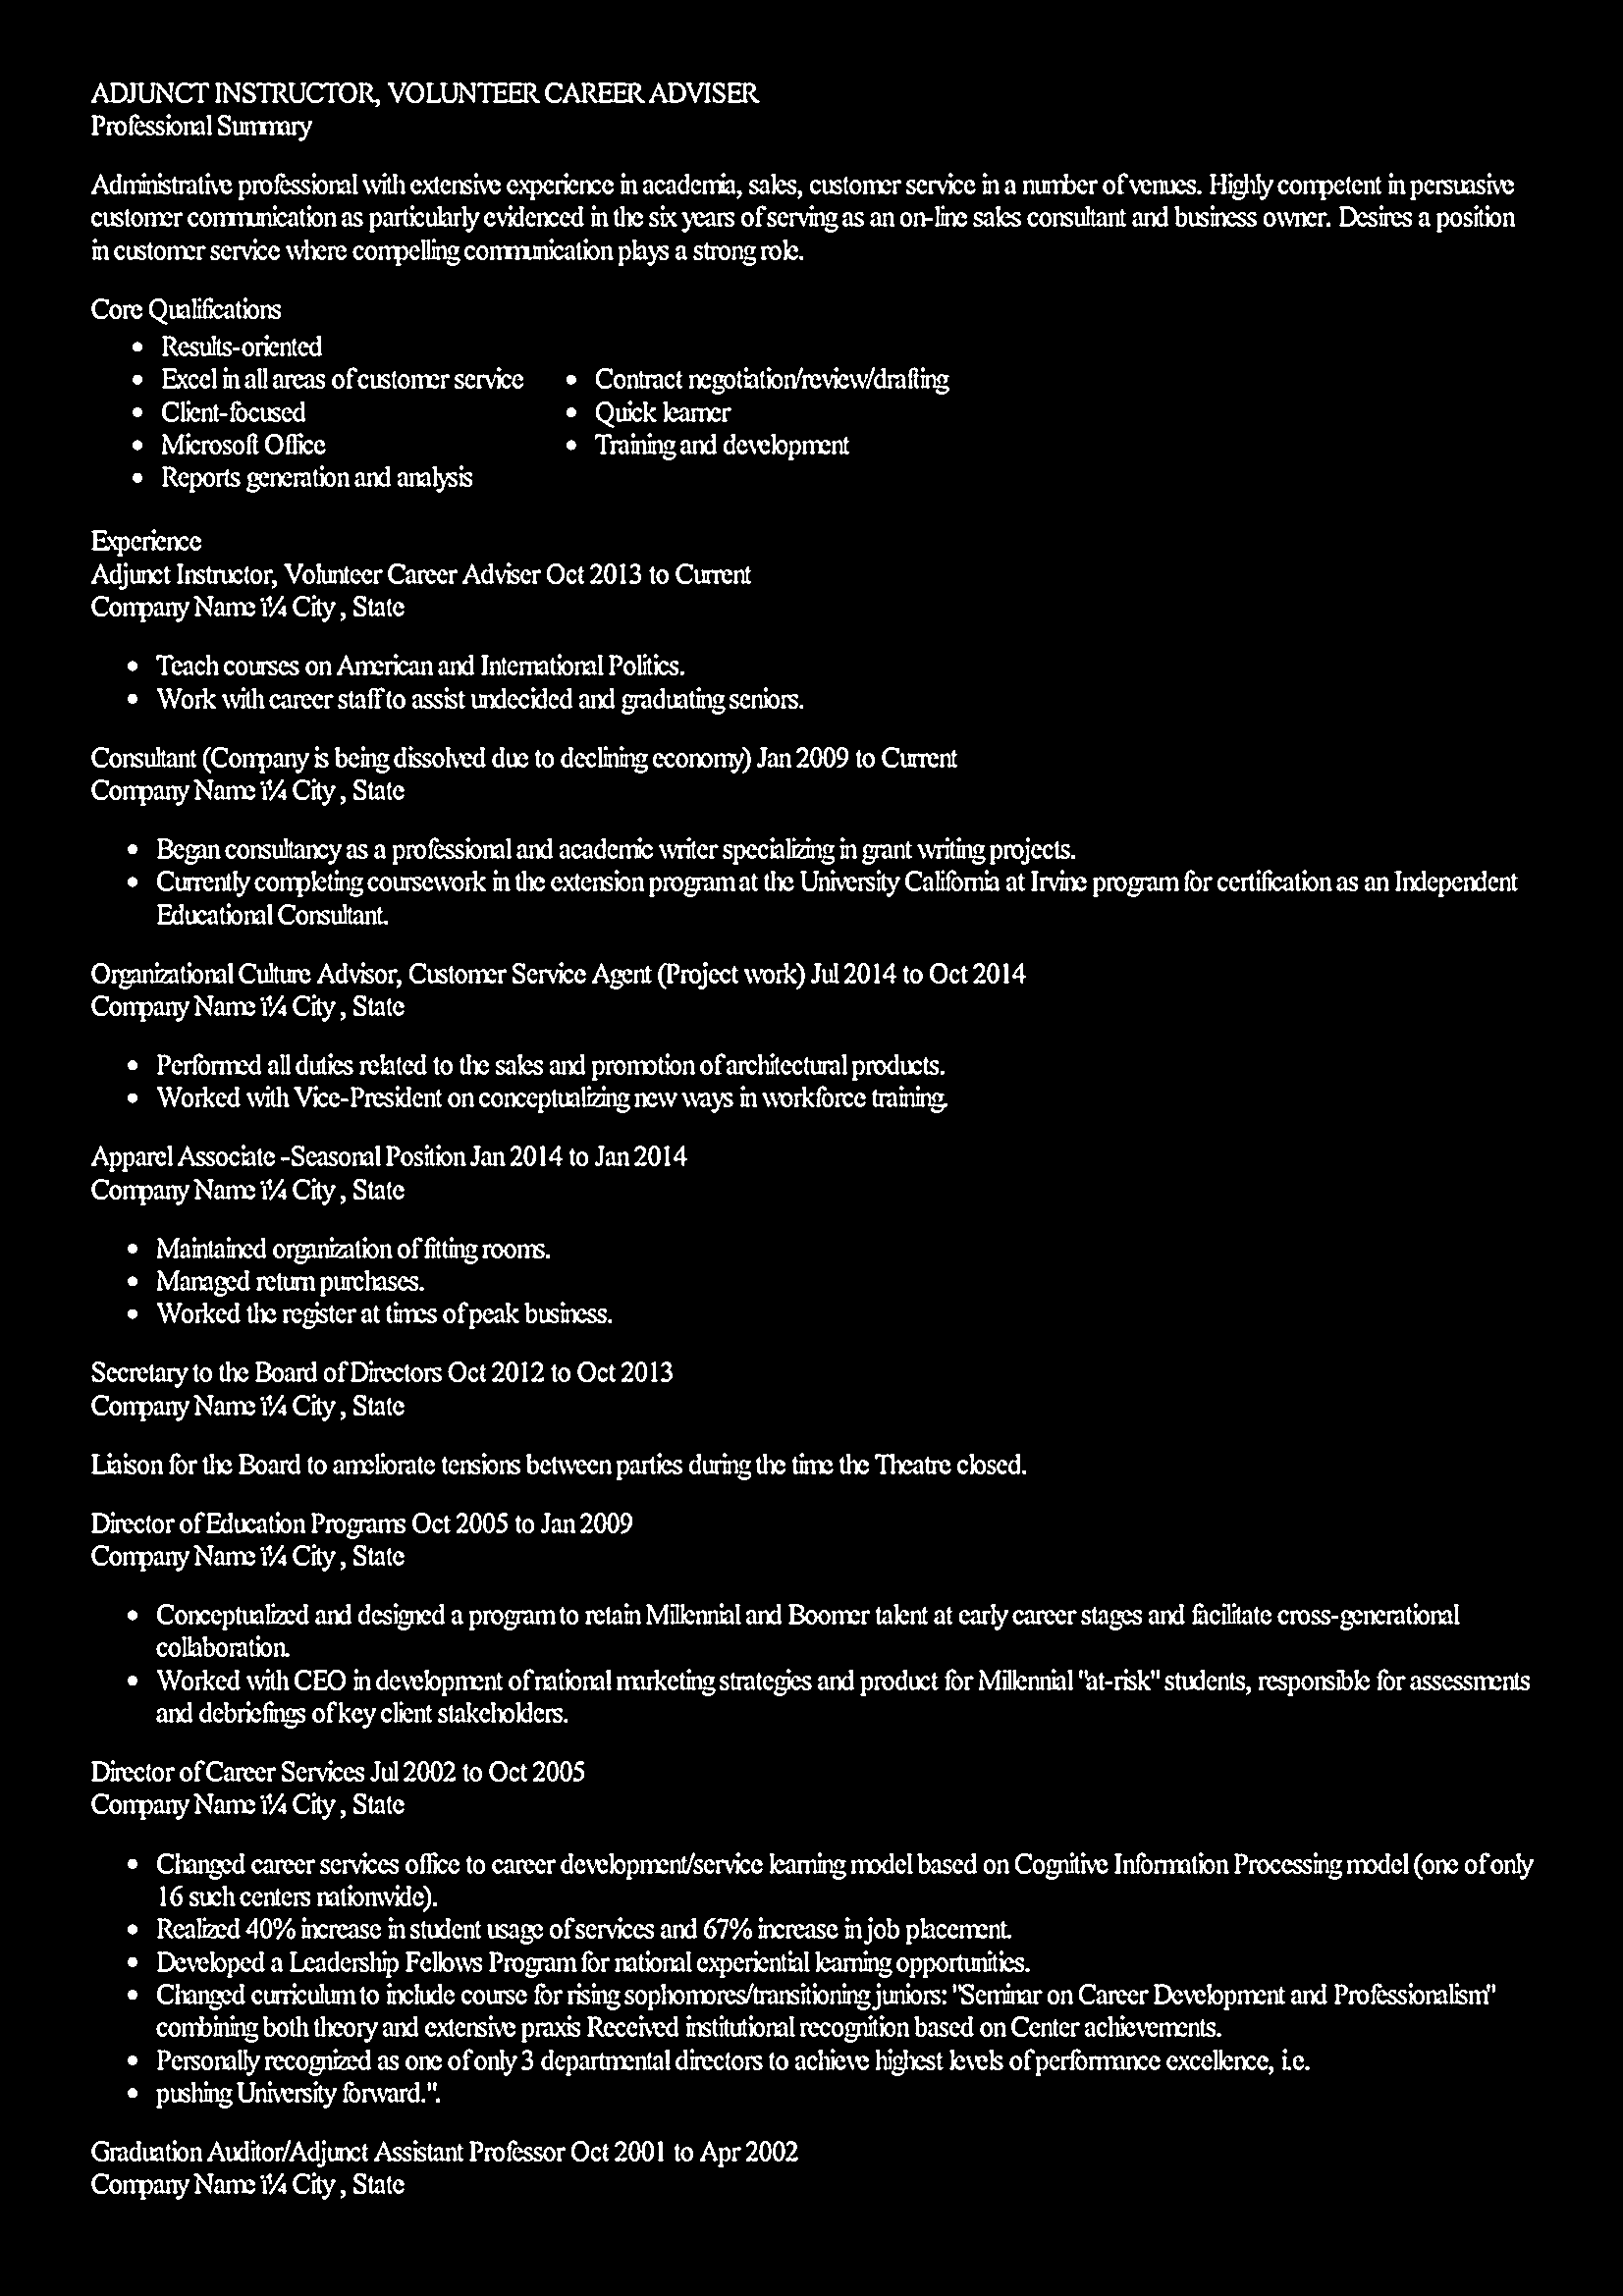 ADJUNCT INSTRUCTOR, VOLUNTEER CAREER ADVISER
Professional Summary
Administrative professional with extensive experience in academia, sales, customer service in a number of venues. Highly competent in persuasive
customer communication as particularly evidenced in the six years of serving as an on-line sales consultant and business owner. Desires a position
in customer service where compelling communication plays a strong role.
Core Qualifications
• Results-oriented
• Excel in all areas of customer service
• Client-focused
• Microsoft Office
• Reports generation and analysis
• Contract negotiation/review/drafting
• Quick learner
• Training and development
Experience
Adjunct Instructor, Volunteer Career Adviser Oct 2013 to Current
Company Name ï¼ City , State
• Teach courses on American and International Politics.
• Work with career staff to assist undecided and graduating seniors.
Consultant (Company is being dissolved due to declining economy) Jan 2009 to Current
Company Name ï¼ City , State
• Began consultancy as a professional and academic writer specializing in grant writing projects.
• Currently completing coursework in the extension program at the University California at Irvine program for certification as an Independent
Educational Consultant.
Organizational Culture Advisor, Customer Service Agent (Project work) Jul 2014 to Oct 2014
Company Name ï¼ City , State
• Performed all duties related to the sales and promotion of architectural products.
• Worked with Vice-President on conceptualizing new ways in workforce training.
Apparel Associate -Seasonal Position Jan 2014 to Jan 2014
Company Name ï¼ City , State
• Maintained organization of fitting rooms.
• Managed return purchases.
• Worked the register at times of peak business.
Secretary to the Board of Directors Oct 2012 to Oct 2013
Company Name ï¼ City , State
Liaison for the Board to ameliorate tensions between parties during the time the Theatre closed.
Director of Education Programs Oct 2005 to Jan 2009
Company Name ï¼ City , State
• Conceptualized and designed a program to retain Millennial and Boomer talent at early career stages and facilitate cross-generational
collaboration.
• Worked with CEO in development of national marketing strategies and product for Millennial "at-risk" students, responsible for assessments
and debriefings of key client stakeholders.
Director of Career Services Jul 2002 to Oct 2005
Company Name ï¼ City , State
• Changed career services office to career development/service learning model based on Cognitive Information Processing model (one of only
16 such centers nationwide).
• Realized 40% increase in student usage of services and 67% increase in job placement.
• Developed a Leadership Fellows Program for national experiential learning opportunities.
• Changed curriculum to include course for rising sophomores/transitioning juniors: "Seminar on Career Development and Professionalism"
combining both theory and extensive praxis Received institutional recognition based on Center achievements.
• Personally recognized as one of only 3 departmental directors to achieve highest levels of performance excellence, i.e.
• pushing University forward.".
Graduation Auditor/Adjunct Assistant Professor Oct 2001 to Apr 2002
Company Name ï¼ City , State